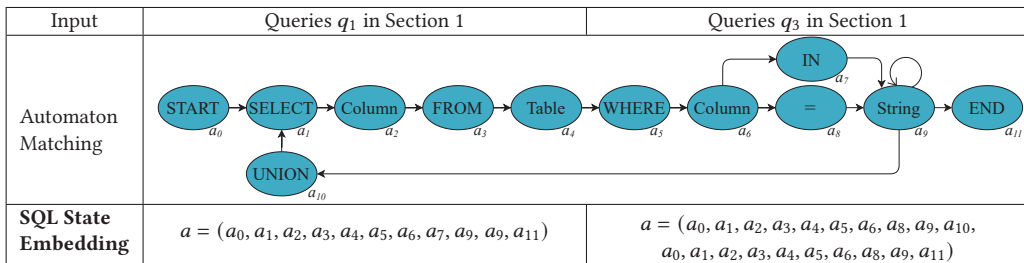 Input
Queries q₁ in Section 1
Queries q₃ in Section 1
Automaton
Matching
START
a₀
SELECT
a₁
Column
a₂
FROM
a₃
Table
a₄
WHERE
a₅
Column
a₆
IN
a₇
=
a₈
String
a₉
END
a₁₁
UNION
a₁₀
SQL State
Embedding
a = (a₀, a₁, a₂, a₃, a₄, a₅, a₆, a₇, a₉, a₉, a₁₁)
a = (a₀, a₁, a₂, a₃, a₄, a₅, a₆, a₈, a₉, a₁₀,
a₀, a₁, a₂, a₃, a₄, a₅, a₆, a₈, a₉, a₁₁)